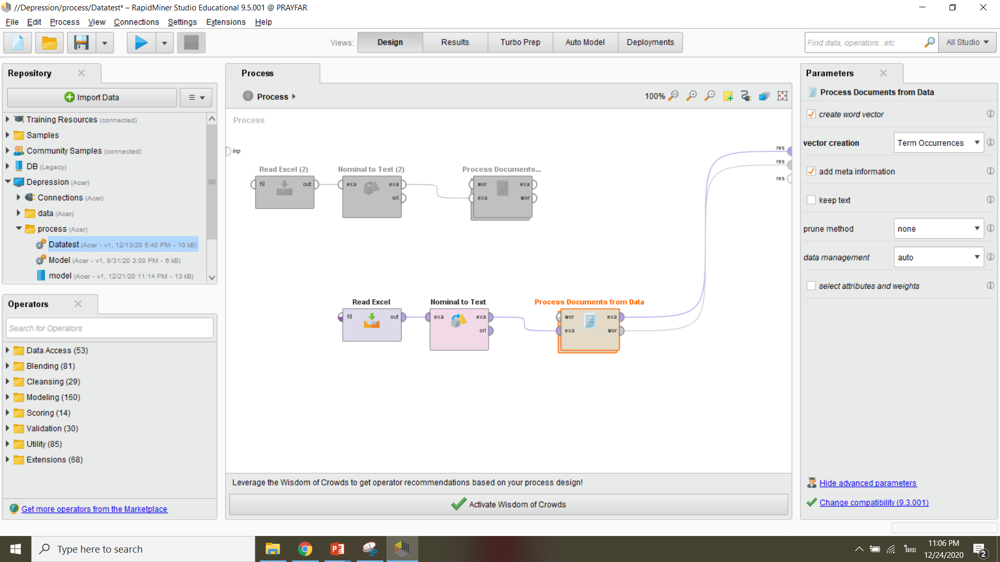 //Depression/process/Datatest* – RapidMiner Studio Educational 9.5.001 @ PRAYFAR
File Edit Process View Connections Settings Extensions Help
Views: Design Results Turbo Prep Auto Model Deployments
Find data, operators...etc
All Studio
Repository
Import Data
Training Resources (connected)
Samples
Community Samples (connected)
DB (Legacy)
Depression (Acer)
Connections (Acer)
data (Acer)
process (Acer)
Datatest (Acer - v1, 12/13/20 5:40 PM - 10 kB)
Model (Acer - v1, 8/31/20 3:00 PM - 6 kB)
model (Acer - v1, 12/21/20 11:14 PM - 13 kB)
Operators
Search for Operators
Data Access (53)
Blending (81)
Cleansing (29)
Modeling (160)
Scoring (14)
Validation (30)
Utility (85)
Extensions (68)
Get more operators from the Marketplace
Process
Process
100%
Process
inp
res
res
res
Read Excel (2)
fil out
Nominal to Text (2)
exa exa
ori
Process Documents...
wor exa
exa wor
Read Excel
fil out
Nominal to Text
exa exa
ori
Process Documents from Data
wor exa
exa wor
Leverage the Wisdom of Crowds to get operator recommendations based on your process design!
Activate Wisdom of Crowds
Parameters
Process Documents from Data
create word vector
vector creation Term Occurrences
add meta information
keep text
prune method none
data management auto
select attributes and weights
Hide advanced parameters
Change compatibility (9.3.001)
Type here to search
ไทย
11:06 PM
12/24/2020
2